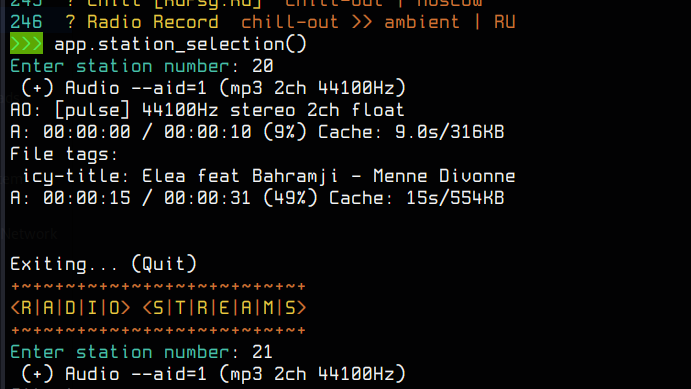 245 ? Chill [
chill-out | Moscow
246 ? Radio Record chill-out >> ambient | RU
>>> app.station_selection()
Enter station number: 20
(+) Audio --aid=1 (mp3 2ch 44100Hz)
AO: [pulse] 44100Hz stereo 2ch float
A: 00:00:00 / 00:00:10 (9%) Cache: 9.0s/316KB
File tags:
icy-title: Elea feat Bahramji - Menne Divonne
A: 00:00:15 / 00:00:31 (49%) Cache: 15s/554KB
Network
Exiting... (Quit)
+~+~+~+~+~+~+~+~+~+~+~+~+~+
<R|A|D|I|O> <S|T|R|E|A|M|S>
+~+~+~+~+~+~+~+~+~+~+~+~+~+
Enter station number: 21
(+) Audio --aid=1 (mp3 2ch 44100Hz)